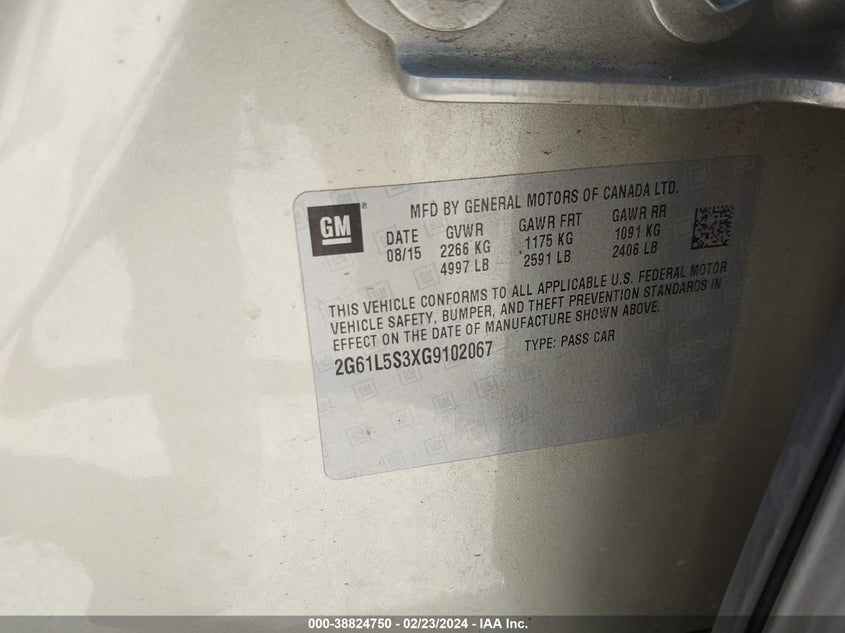 GM ®
MFD BY GENERAL MOTORS OF CANADA LTD.
DATE GVWR GAWR FRT GAWR RR
08/15 2266 KG 1175 KG 1091 KG
4997 LB 2591 LB 2406 LB
THIS VEHICLE CONFORMS TO ALL APPLICABLE U.S. FEDERAL MOTOR
VEHICLE SAFETY, BUMPER, AND THEFT PREVENTION STANDARDS IN
EFFECT ON THE DATE OF MANUFACTURE SHOWN ABOVE.
2G61L5S3XG9102067 TYPE: PASS CAR
000-38824750 - 02/23/2024 - IAA Inc.